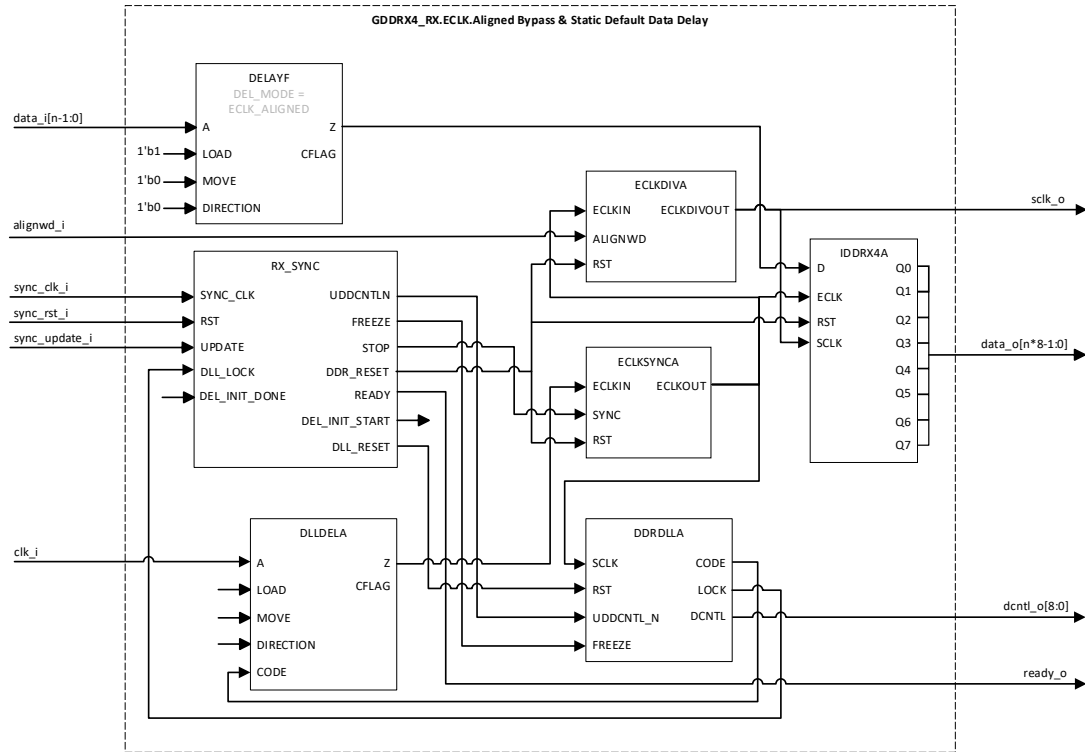 GDDRX4_RX.ECLK.Aligned Bypass & Static Default Data Delay
DELAYF
DEL_MODE =
ECLK_ALIGNED
data_i[n-1:0]
A
Z
1'b1
LOAD
CFLAG
1'b0
MOVE
1'b0
DIRECTION
alignwd_i
ECLKDIVA
ECLKIN
ECLKDIVOUT
ALIGNWD
RST
sclk_o
RX_SYNC
sync_clk_i
SYNC_CLK
UDDCNTLN
sync_rst_i
RST
FREEZE
sync_update_i
UPDATE
STOP
DLL_LOCK
DDR_RESET
DEL_INIT_DONE
READY
DEL_INIT_START
DLL_RESET
IDDRX4A
D
Q0
ECLK
Q1
RST
Q2
SCLK
Q3
Q4
Q5
Q6
Q7
data_o[n*8-1:0]
ECLKSYNCA
ECLKIN
ECLKOUT
SYNC
RST
clk_i
DLLDELA
A
Z
CFLAG
LOAD
MOVE
DIRECTION
CODE
DDRDLLA
SCLK
CODE
RST
LOCK
UDDCNTL_N
DCNTL
FREEZE
dcntl_o[8:0]
ready_o